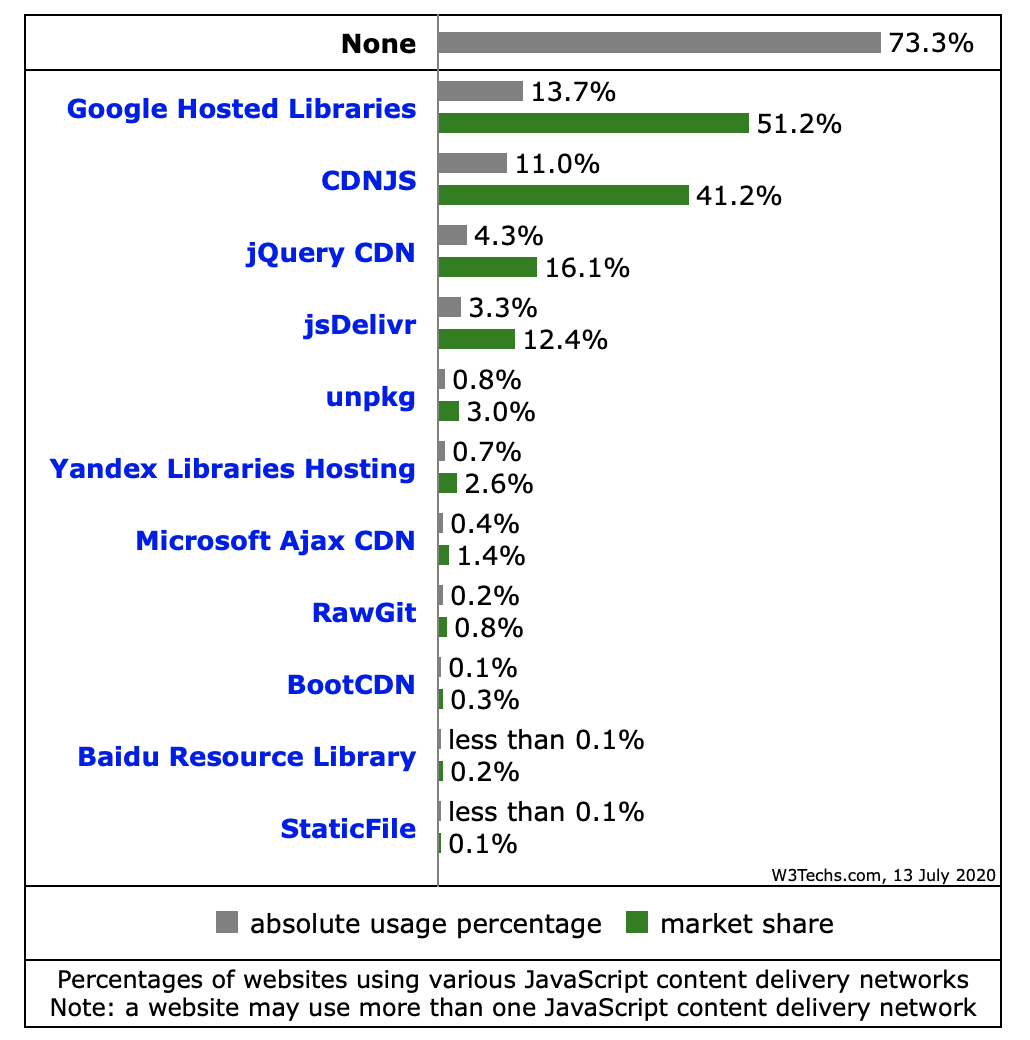 None 73.3%
Google Hosted Libraries 13.7%
51.2%
CDNJS 11.0%
41.2%
jQuery CDN 4.3%
16.1%
jsDelivr 3.3%
12.4%
unpkg 0.8%
3.0%
Yandex Libraries Hosting 0.7%
2.6%
Microsoft Ajax CDN 0.4%
1.4%
RawGit 0.2%
0.8%
BootCDN 0.1%
0.3%
Baidu Resource Library less than 0.1%
0.2%
StaticFile less than 0.1%
0.1%
W3Techs.com, 13 July 2020
absolute usage percentage market share
Percentages of websites using various JavaScript content delivery networks
Note: a website may use more than one JavaScript content delivery network